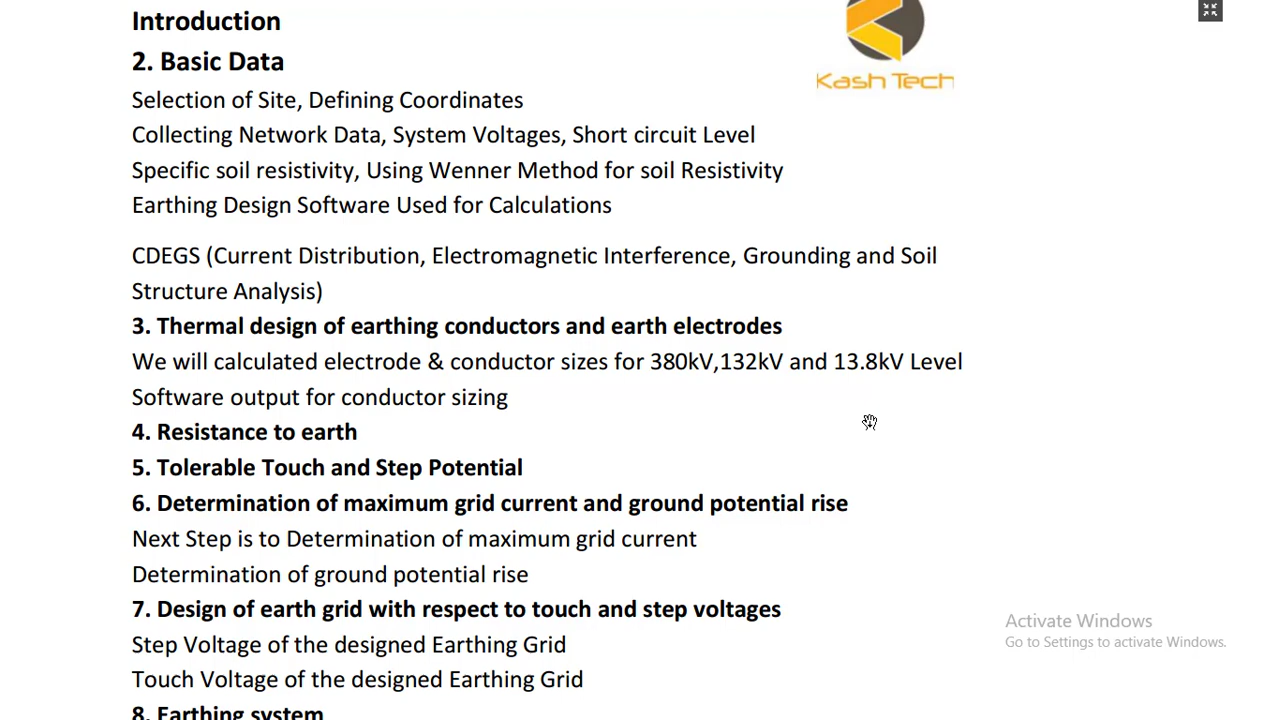 Introduction
Kash Tech
2. Basic Data
Selection of Site, Defining Coordinates
Collecting Network Data, System Voltages, Short circuit Level
Specific soil resistivity, Using Wenner Method for soil Resistivity
Earthing Design Software Used for Calculations
CDEGS (Current Distribution, Electromagnetic Interference, Grounding and Soil
Structure Analysis)
3. Thermal design of earthing conductors and earth electrodes
We will calculated electrode & conductor sizes for 380kV,132kV and 13.8kV Level
Software output for conductor sizing
4. Resistance to earth
5. Tolerable Touch and Step Potential
6. Determination of maximum grid current and ground potential rise
Next Step is to Determination of maximum grid current
Determination of ground potential rise
7. Design of earth grid with respect to touch and step voltages
Step Voltage of the designed Earthing Grid
Touch Voltage of the designed Earthing Grid
8. Earthing system
Activate Windows
Go to Settings to activate Windows.